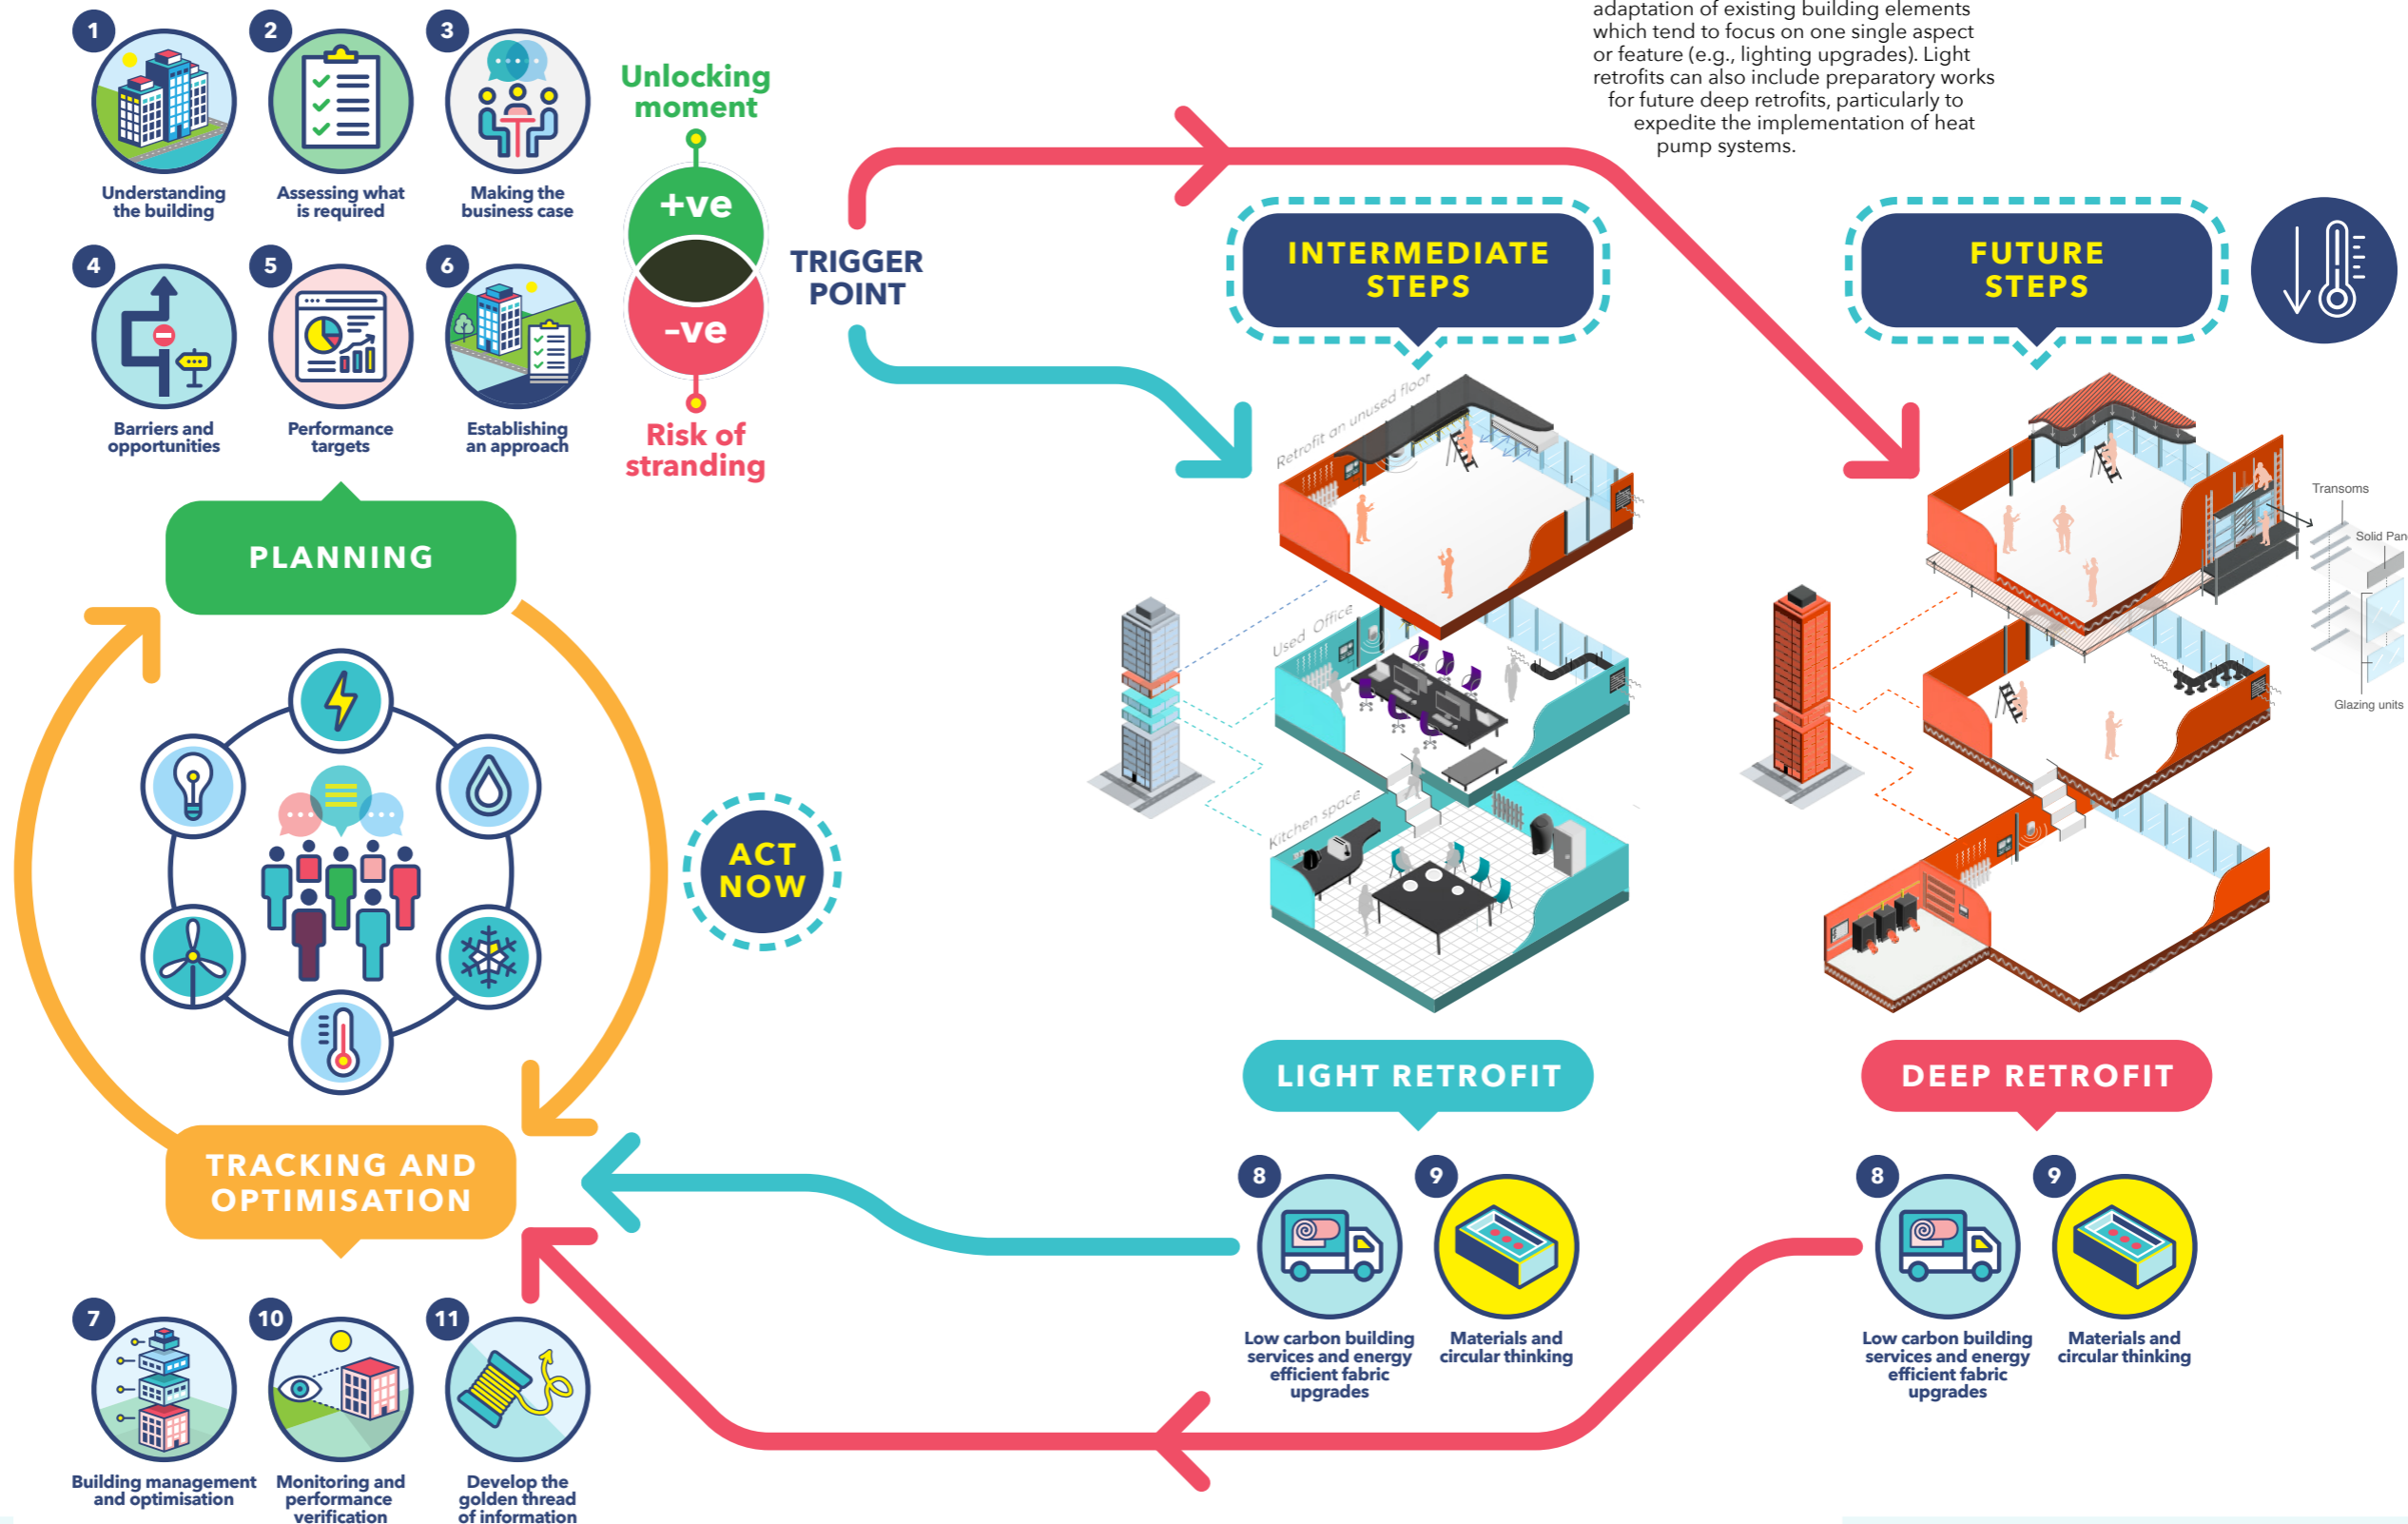 adaptation of existing building elements
which tend to focus on one single aspect
or feature (e.g., lighting upgrades). Light
retrofits can also include preparatory works
for future deep retrofits, particularly to
expedite the implementation of heat
pump systems.
1
2
3
Understanding
the building
Assessing what
is required
Making the
business case
4
5
6
Barriers and
opportunities
Performance
targets
Establishing
an approach
Unlocking
moment
+ve
-ve
Risk of
stranding
TRIGGER
POINT
INTERMEDIATE
STEPS
FUTURE
STEPS
PLANNING
ACT
NOW
Retrofit an unused floor
Used Office
Kitchen space
Transoms
Solid Pan
Glazing units
LIGHT RETROFIT
DEEP RETROFIT
TRACKING AND
OPTIMISATION
8
9
Low carbon building
services and energy
efficient fabric
upgrades
Materials and
circular thinking
8
9
Low carbon building
services and energy
efficient fabric
upgrades
Materials and
circular thinking
7
10
11
Building management
and optimisation
Monitoring and
performance
verification
Develop the
golden thread
of information